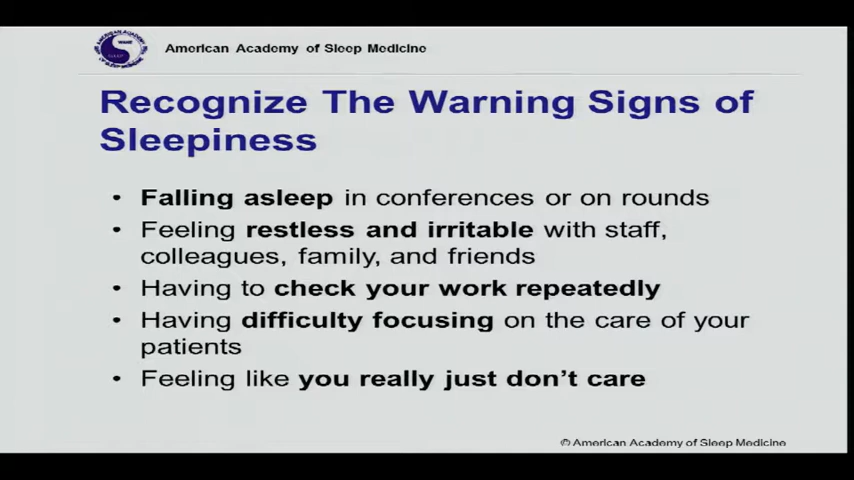 American Academy of Sleep Medicine
Recognize The Warning Signs of
Sleepiness
• Falling asleep in conferences or on rounds
• Feeling restless and irritable with staff,
colleagues, family, and friends
• Having to check your work repeatedly
• Having difficulty focusing on the care of your
patients
• Feeling like you really just don't care
© American Academy of Sleep Medicine